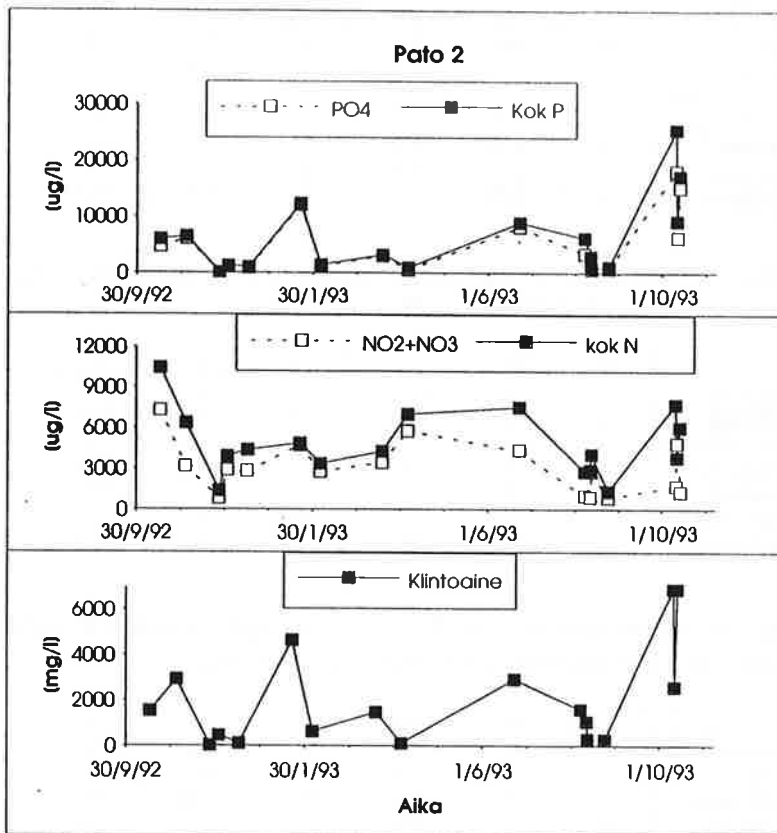 Pato 2
PO4 Kok P
30000
20000
10000
0
(ug/l)
30/9/92 30/1/93 1/6/93 1/10/93
NO2+NO3 kok N
12000
9000
6000
3000
0
(ug/l)
30/9/92 30/1/93 1/6/93 1/10/93
Klintoaine
6000
4000
2000
0
(mg/l)
30/9/92 30/1/93 1/6/93 1/10/93
Aika